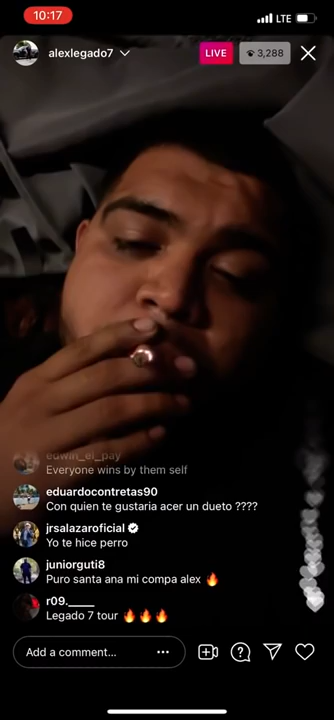 10:17
LTE
alexlegado7
LIVE
3,288
edwin_el_pay
Everyone wins by them self
eduardocontretas90
Con quien te gustaria acer un dueto ????
jrsalazaroficial
Yo te hice perro
juniorguti8
Puro santa ana mi compa alex 🔥
r09.____
Legado 7 tour 🔥🔥🔥
Add a comment...